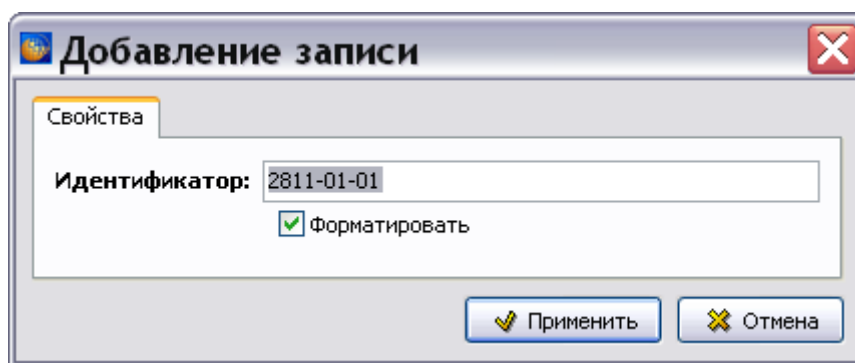 Добавление записи
Свойства
Идентификатор: 2811-01-01
Форматировать
Применить Отмена